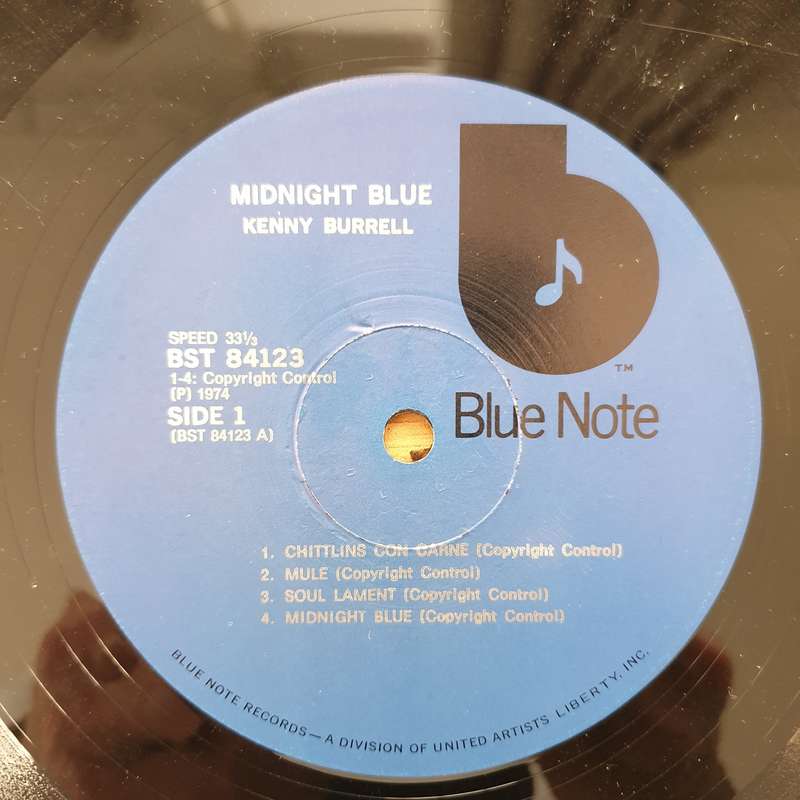 MIDNIGHT BLUE
KENNY BURRELL
SPEED 33⅓
BST 84123
1-4: Copyright Control
(P) 1974
SIDE 1
(BST 84123 A)
TM
Blue Note
1. CHITTLINS CON CARNE (Copyright Control)
2. MULE (Copyright Control)
3. SOUL LAMENT (Copyright Control)
4. MIDNIGHT BLUE (Copyright Control)
BLUE NOTE RECORDS—A DIVISION OF UNITED ARTISTS LIBERTY, INC.